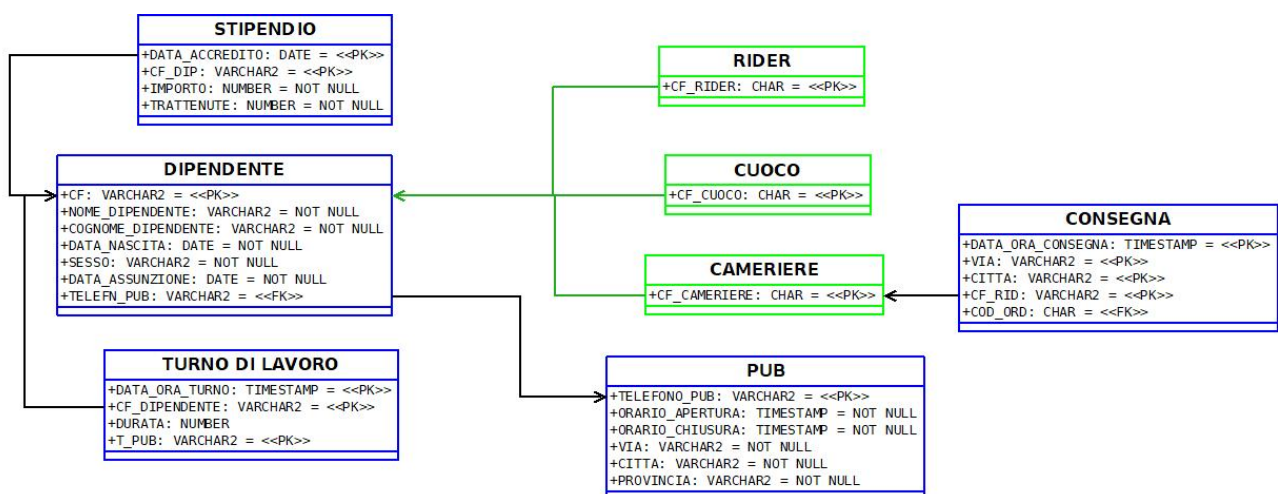 STIPENDIO
+DATA_ACCREDITO: DATE = <<PK>>
+CF_DIP: VARCHAR2 = <<PK>>
+IMPORTO: NUMBER = NOT NULL
+TRATTENUTE: NUMBER = NOT NULL
RIDER
+CF_RIDER: CHAR = <<PK>>
DIPENDENTE
+CF: VARCHAR2 = <<PK>>
+NOME_DIPENDENTE: VARCHAR2 = NOT NULL
+COGNOME_DIPENDENTE: VARCHAR2 = NOT NULL
+DATA_NASCITA: DATE = NOT NULL
+SESSO: VARCHAR2 = NOT NULL
+DATA_ASSUNZIONE: DATE = NOT NULL
+TELEFN_PUB: VARCHAR2 = <<FK>>
CUOCO
+CF_CUOCO: CHAR = <<PK>>
CAMERIERE
+CF_CAMERIERE: CHAR = <<PK>>
CONSEGNA
+DATA_ORA_CONSEGNA: TIMESTAMP = <<PK>>
+VIA: VARCHAR2 = <<PK>>
+CITTA: VARCHAR2 = <<PK>>
+CF_RID: VARCHAR2 = <<PK>>
+COD_ORD: CHAR = <<FK>>
TURNO DI LAVORO
+DATA_ORA_TURNO: TIMESTAMP = <<PK>>
+CF_DIPENDENTE: VARCHAR2 = <<PK>>
+DURATA: NUMBER
+T_PUB: VARCHAR2 = <<PK>>
PUB
+TELEFONO_PUB: VARCHAR2 = <<PK>>
+ORARIO_APERTURA: TIMESTAMP = NOT NULL
+ORARIO_CHIUSURA: TIMESTAMP = NOT NULL
+VIA: VARCHAR2 = NOT NULL
+CITTA: VARCHAR2 = NOT NULL
+PROVINCIA: VARCHAR2 = NOT NULL